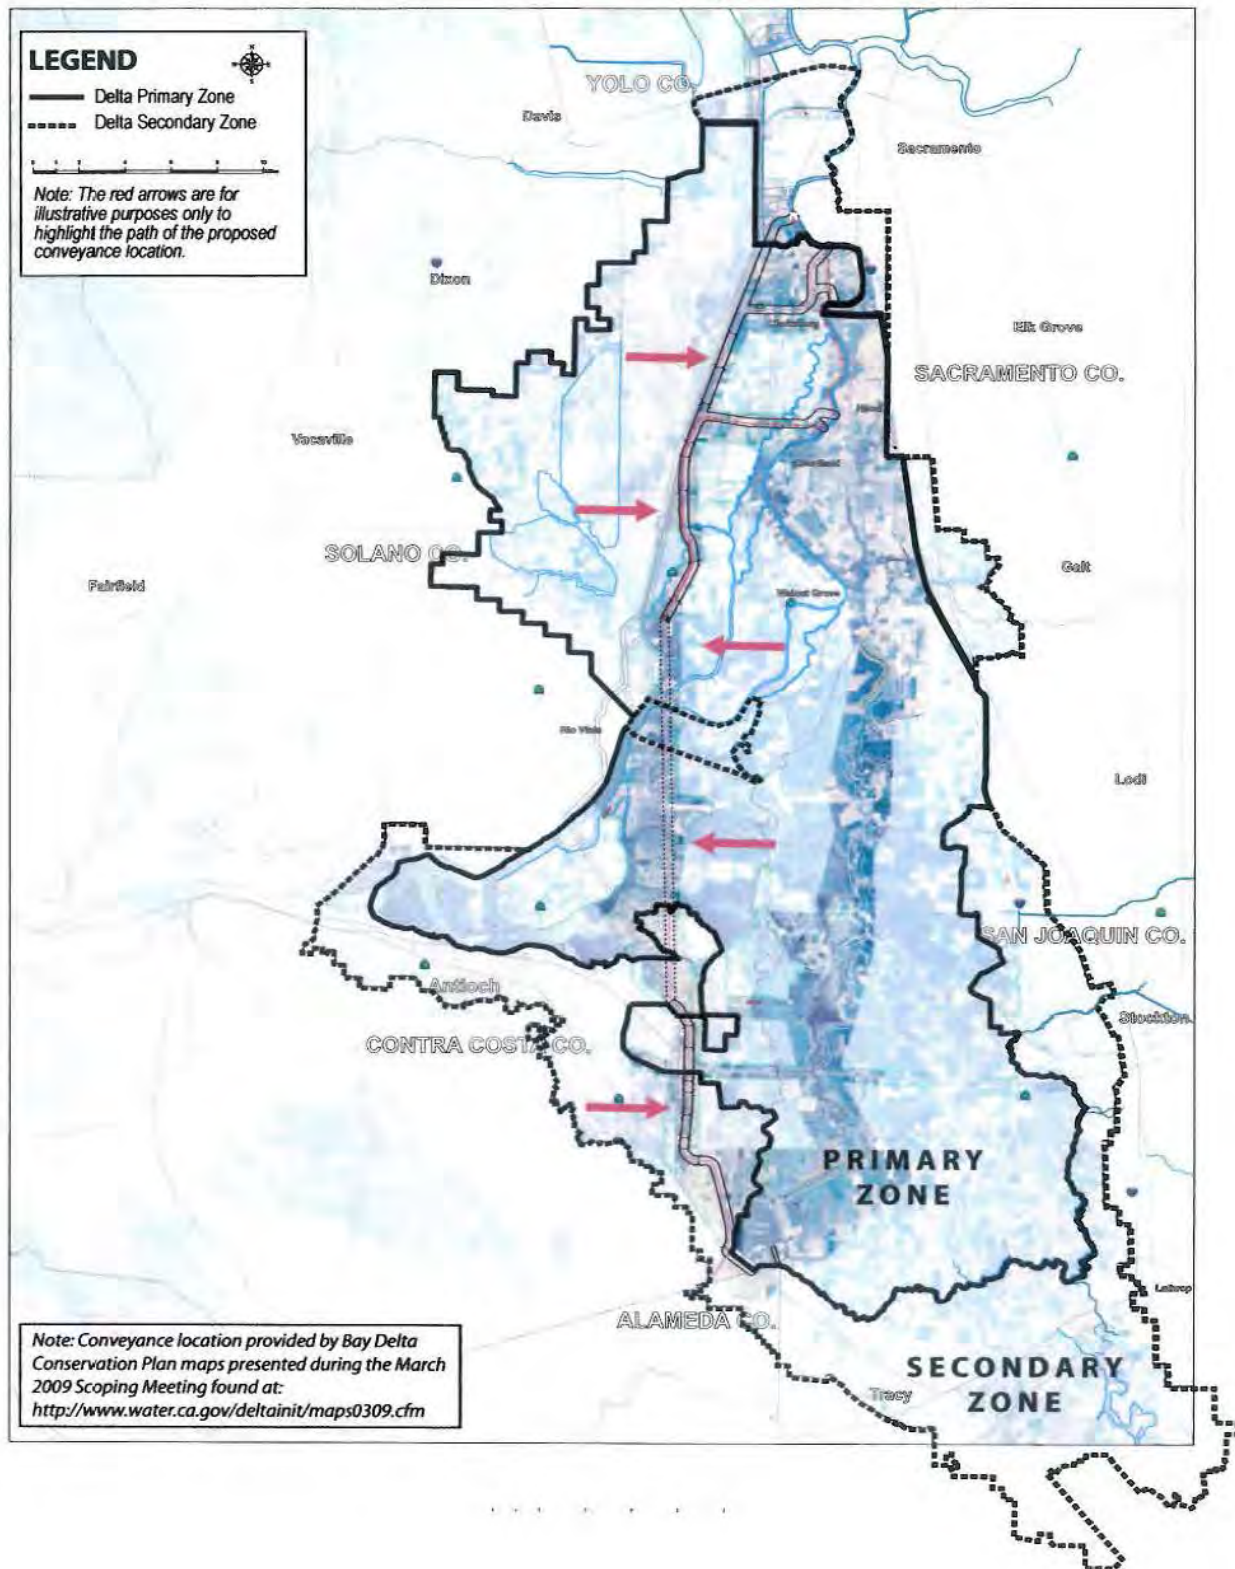 LEGEND
Delta Primary Zone
Delta Secondary Zone
Note: The red arrows are for
illustrative purposes only to
highlight the path of the proposed
conveyance location.
YOLO CO.
Davis
Sacramento
Dixon
Elk Grove
SACRAMENTO CO.
Vacaville
SOLANO CO.
Fairfield
Galt
Walnut Grove
Rio Vista
Lodi
SAN JOAQUIN CO.
Antioch
Stockton
CONTRA COSTA CO.
PRIMARY
ZONE
Lathrop
ALAMEDA CO.
SECONDARY
ZONE
Tracy
Note: Conveyance location provided by Bay Delta
Conservation Plan maps presented during the March
2009 Scoping Meeting found at:
http://www.water.ca.gov/deltainit/maps0309.cfm